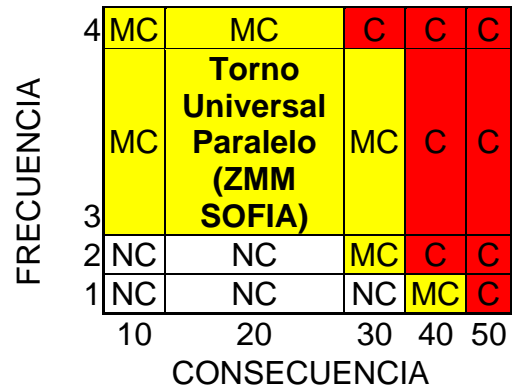 4 MC MC C C C
FRECUENCIA
Torno
Universal
MC Paralelo MC C C
(ZMM
3 SOFIA)
2 NC NC MC C C
1 NC NC NC MC C
10 20 30 40 50
CONSECUENCIA